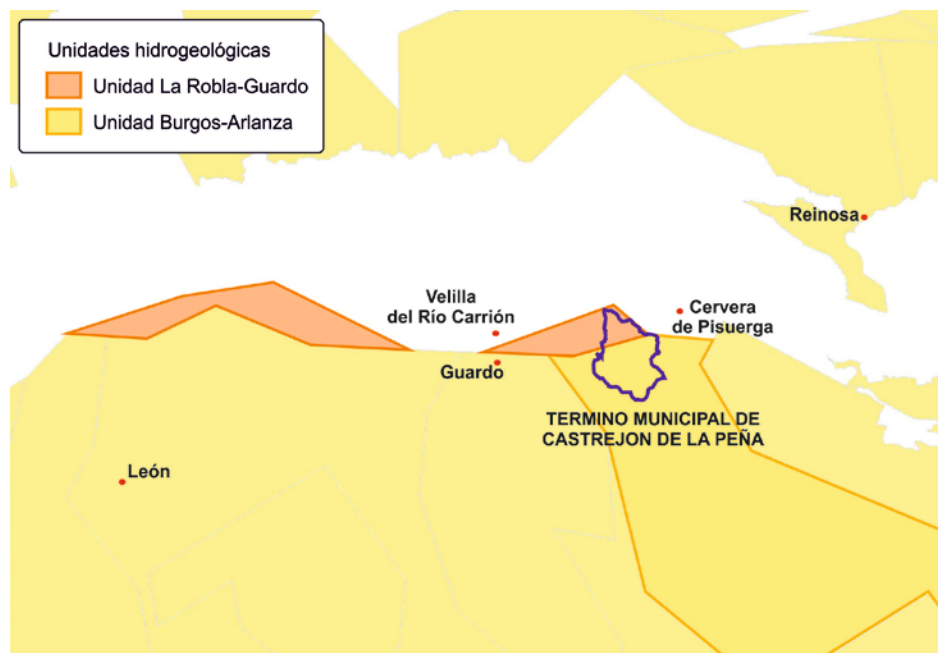 Unidades hidrogeológicas
Unidad La Robla-Guardo
Unidad Burgos-Arlanza
Reinosa
Velilla
del Río Carrión
Cervera
de Pisuerga
Guardo
TERMINO MUNICIPAL DE
CASTREJON DE LA PEÑA
León